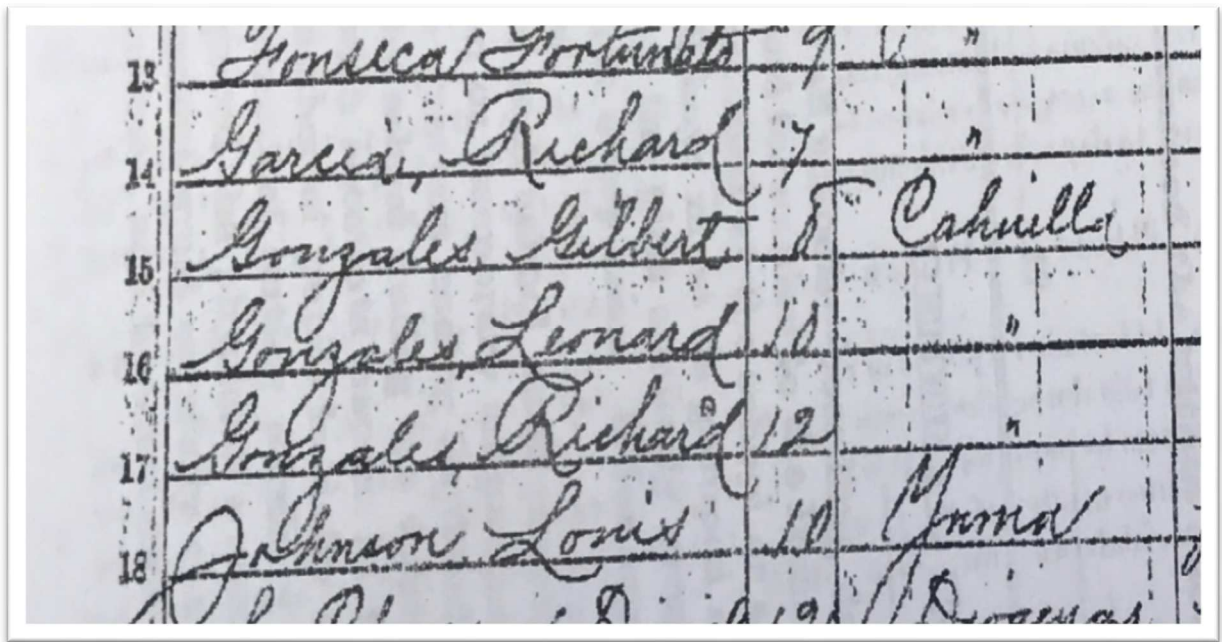 13 Fonseca, Fortunato 9 " "
14 Garcia, Richard 7 "
15 Gonzales, Gilbert 8 Cahuilla
16 Gonzales, Leonard 10 "
17 Gonzales, Richard 12 "
18 Johnson, Louis 10 Yuma